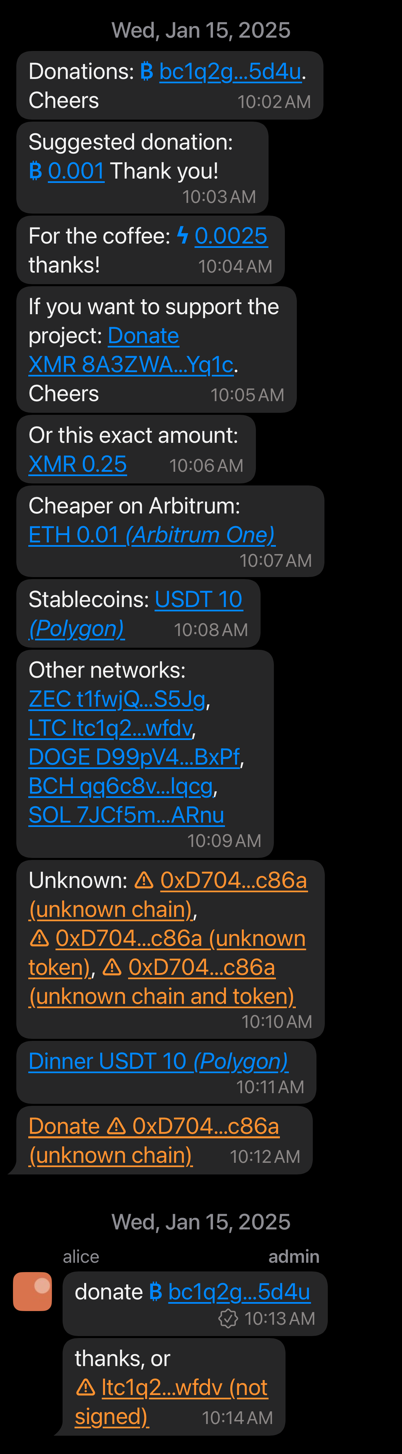 Wed, Jan 15, 2025
Donations: ₿ bc1q2g...5d4u.
Cheers 10:02 AM
Suggested donation:
₿ 0.001 Thank you!
10:03 AM
For the coffee: 0.0025
thanks! 10:04 AM
If you want to support the
project: Donate
XMR 8A3ZWA...Yq1c.
Cheers 10:05 AM
Or this exact amount:
XMR 0.25 10:06 AM
Cheaper on Arbitrum:
ETH 0.01 (Arbitrum One)
10:07 AM
Stablecoins: USDT 10
(Polygon) 10:08 AM
Other networks:
ZEC t1fwjQ...S5Jg,
LTC ltc1q2...wfdv,
DOGE D99pV4...BxPf,
BCH qq6c8v...lqcg,
SOL 7JCf5m...ARnu
10:09 AM
Unknown: ⚠ 0xD704...c86a
(unknown chain),
⚠ 0xD704...c86a (unknown
token), ⚠ 0xD704...c86a
(unknown chain and token)
10:10 AM
Dinner USDT 10 (Polygon)
10:11 AM
Donate ⚠ 0xD704...c86a
(unknown chain) 10:12 AM
Wed, Jan 15, 2025
alice admin
donate ₿ bc1q2g...5d4u
10:13 AM
thanks, or
⚠ ltc1q2...wfdv (not
signed) 10:14 AM